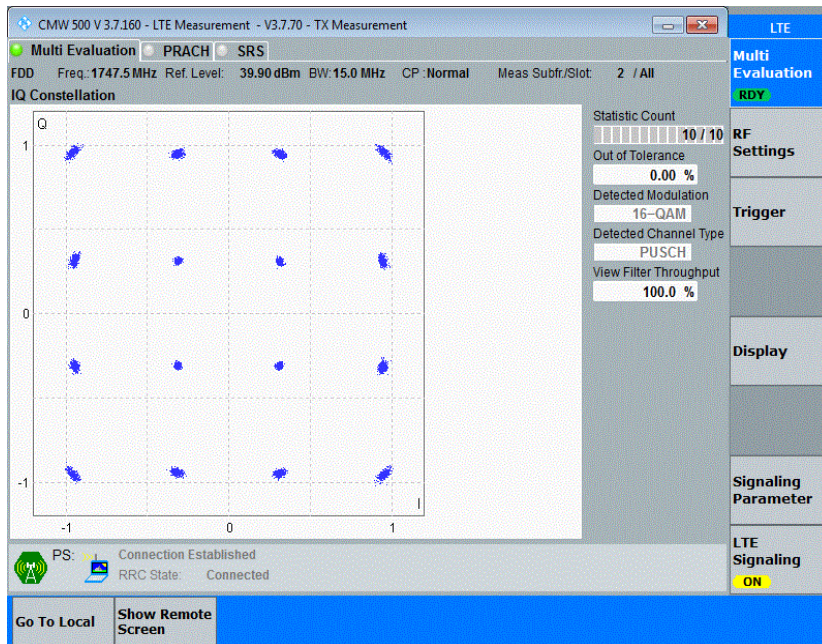 CMW 500 V 3.7.160 - LTE Measurement - V3.7.70 - TX Measurement
LTE
Multi Evaluation PRACH SRS
FDD Freq.: 1747.5 MHz Ref. Level: 39.90 dBm BW: 15.0 MHz CP : Normal Meas Subfr./Slot: 2 / All
IQ Constellation
Q
1
0
-1
-1 0 1
I
Statistic Count
10 / 10
Out of Tolerance
0.00 %
Detected Modulation
16-QAM
Detected Channel Type
PUSCH
View Filter Throughput
100.0 %
Multi
Evaluation
RDY
RF
Settings
Trigger
Display
Signaling
Parameter
LTE
Signaling
ON
PS: Connection Established
RRC State: Connected
Go To Local
Show Remote
Screen